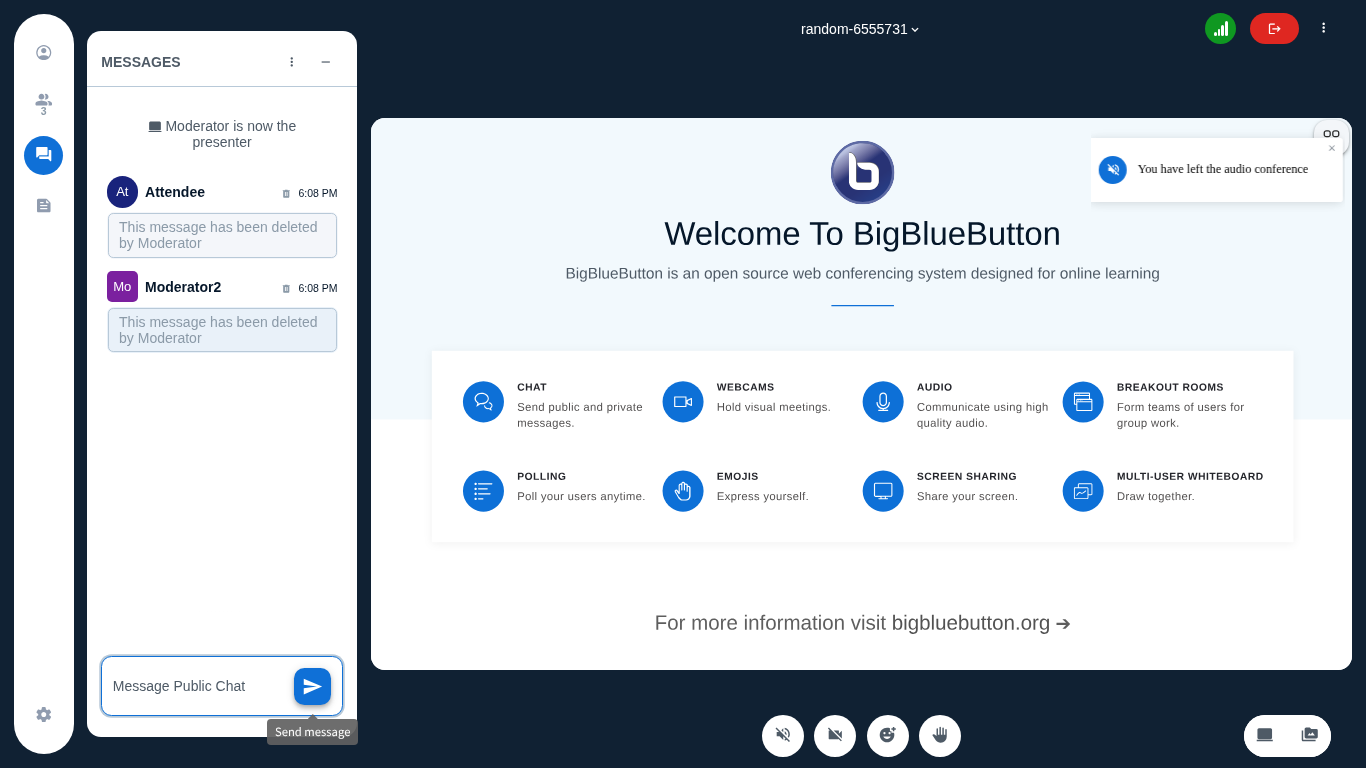 random-6555731
MESSAGES
3
Moderator is now the
presenter
At
Attendee
6:08 PM
This message has been deleted
by Moderator
Mo
Moderator2
6:08 PM
This message has been deleted
by Moderator
Message Public Chat
Send message
You have left the audio conference
×
b
Welcome To BigBlueButton
BigBlueButton is an open source web conferencing system designed for online learning
CHAT
Send public and private
messages.
WEBCAMS
Hold visual meetings.
AUDIO
Communicate using high
quality audio.
BREAKOUT ROOMS
Form teams of users for
group work.
POLLING
Poll your users anytime.
EMOJIS
Express yourself.
SCREEN SHARING
Share your screen.
MULTI-USER WHITEBOARD
Draw together.
For more information visit bigbluebutton.org ➔